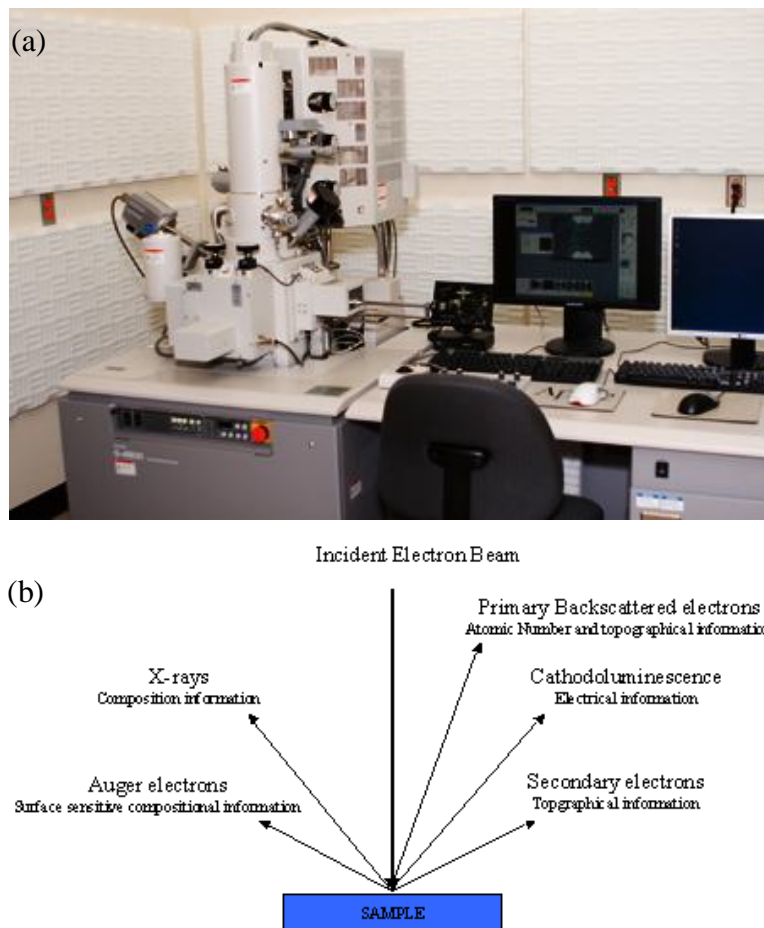 (a)
(b)
Incident Electron Beam
Primary Backscattered electrons
Atomic Number and topographical information
X-rays
Composition information
Cathodoluminescence
Electrical information
Auger electrons
Surface sensitive compositional information
Secondary electrons
Topgraphical information
SAMPLE